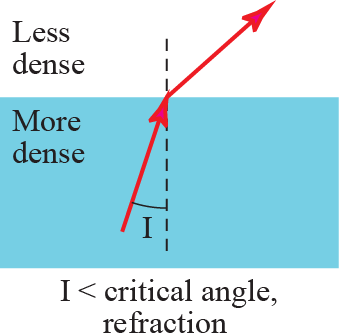 Less
dense
More
dense
I
I < critical angle,
refraction